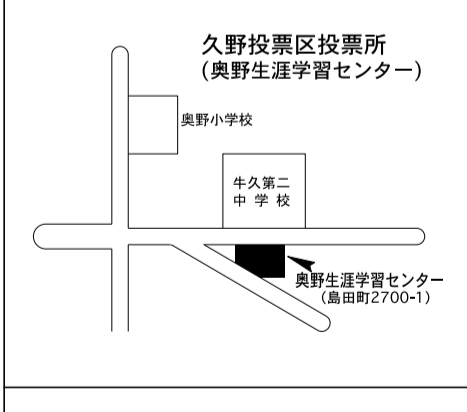 久野投票区投票所
(奥野生涯学習センター)
奥野小学校
牛久第二
中学校
奥野生涯学習センター
(島田町2700-1)